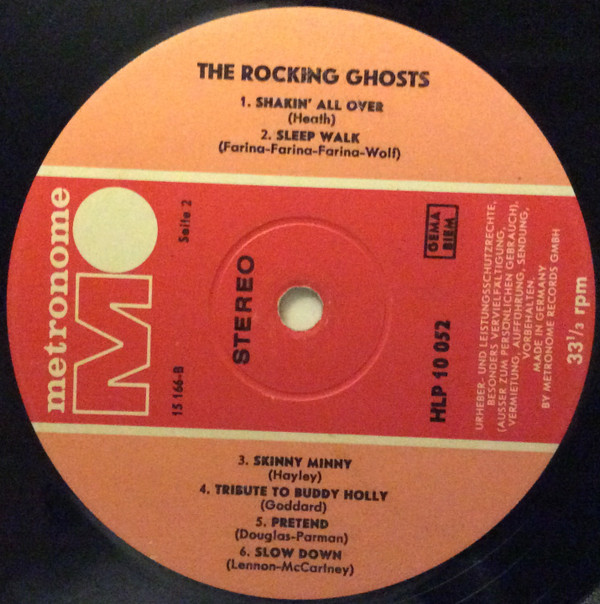 THE ROCKING GHOSTS
1. SHAKIN' ALL OVER
(Heath)
2. SLEEP WALK
(Farina-Farina-Farina-Wolf)
metronome
M
Seite 2
15 166-B
STEREO
GEMA
BIEM
HLP 10 052
URHEBER- UND LEISTUNGSSCHUTZRECHTE,
BESONDERS VERVIELFÄLTIGUNG,
(AUSSER ZUM PERSÖNLICHEN GEBRAUCH),
VERMIETUNG, AUFFÜHRUNG, SENDUNG,
VORBEHALTEN.
MADE IN GERMANY
BY METRONOME RECORDS GMBH
33 1/3 rpm
3. SKINNY MINNY
(Hayley)
4. TRIBUTE TO BUDDY HOLLY
(Goddard)
5. PRETEND
(Douglas-Parman)
6. SLOW DOWN
(Lennon-McCartney)